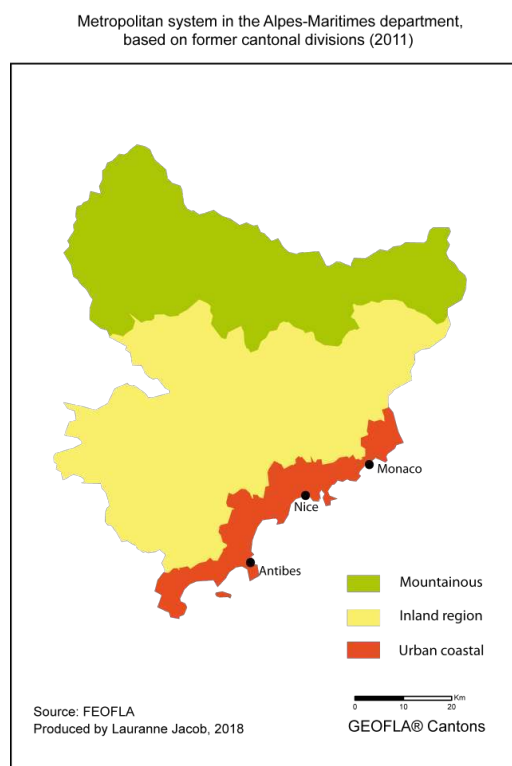 Metropolitan system in the Alpes-Maritimes department,
based on former cantonal divisions (2011)
Monaco
Nice
Antibes
Mountainous
Inland region
Urban coastal
Km
0 10 20
Source: FEOFLA
Produced by Lauranne Jacob, 2018
GEOFLA® Cantons